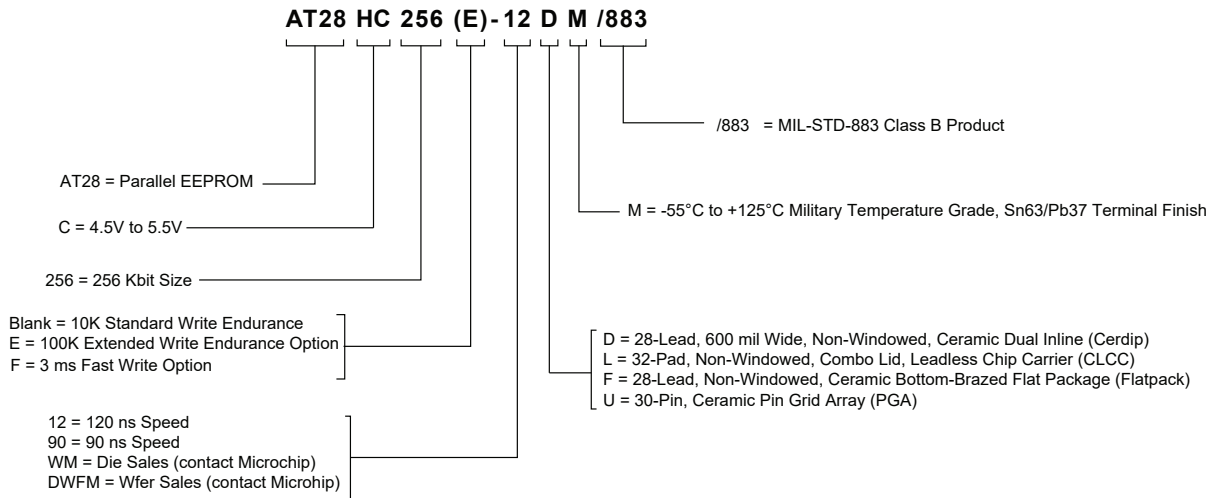 AT28 HC 256 (E)-12 D M /883
/883 = MIL-STD-883 Class B Product
AT28 = Parallel EEPROM
M = -55°C to +125°C Military Temperature Grade, Sn63/Pb37 Terminal Finish
C = 4.5V to 5.5V
256 = 256 Kbit Size
Blank = 10K Standard Write Endurance
E = 100K Extended Write Endurance Option
F = 3 ms Fast Write Option
D = 28-Lead, 600 mil Wide, Non-Windowed, Ceramic Dual Inline (Cerdip)
L = 32-Pad, Non-Windowed, Combo Lid, Leadless Chip Carrier (CLCC)
F = 28-Lead, Non-Windowed, Ceramic Bottom-Brazed Flat Package (Flatpack)
U = 30-Pin, Ceramic Pin Grid Array (PGA)
12 = 120 ns Speed
90 = 90 ns Speed
WM = Die Sales (contact Microchip)
DWFM = Wfer Sales (contact Microhip)